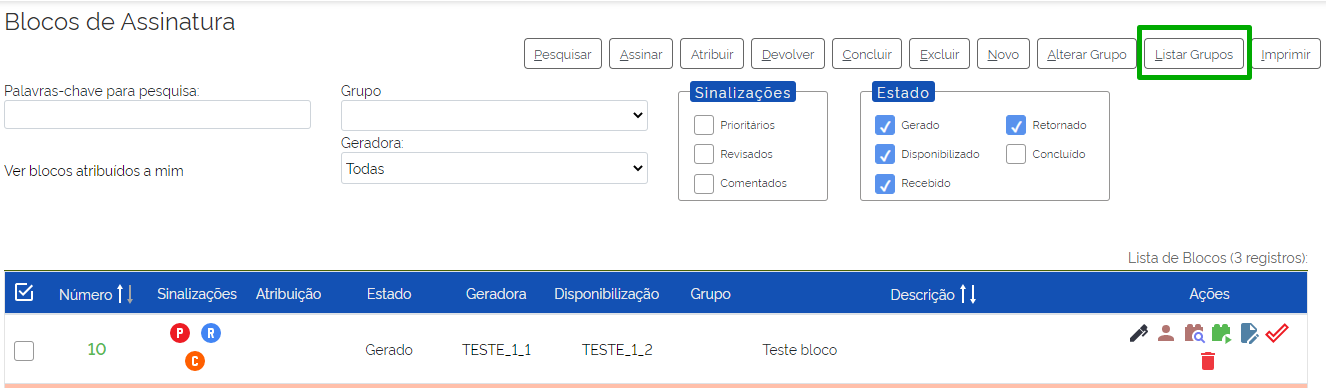 Blocos de Assinatura
Pesquisar Assinar Atribuir Devolver Concluir Excluir Novo Alterar Grupo Listar Grupos Imprimir
Palavras-chave para pesquisa:
Grupo
Geradora:
Todas
Ver blocos atribuídos a mim
Sinalizações
Prioritários
Revisados
Comentados
Estado
Gerado Retornado
Disponibilizado Concluído
Recebido
Lista de Blocos (3 registros):
Número Sinalizações Atribuição Estado Geradora Disponibilização Grupo Descrição Ações
10 P R C Gerado TESTE_1_1 TESTE_1_2 Teste bloco